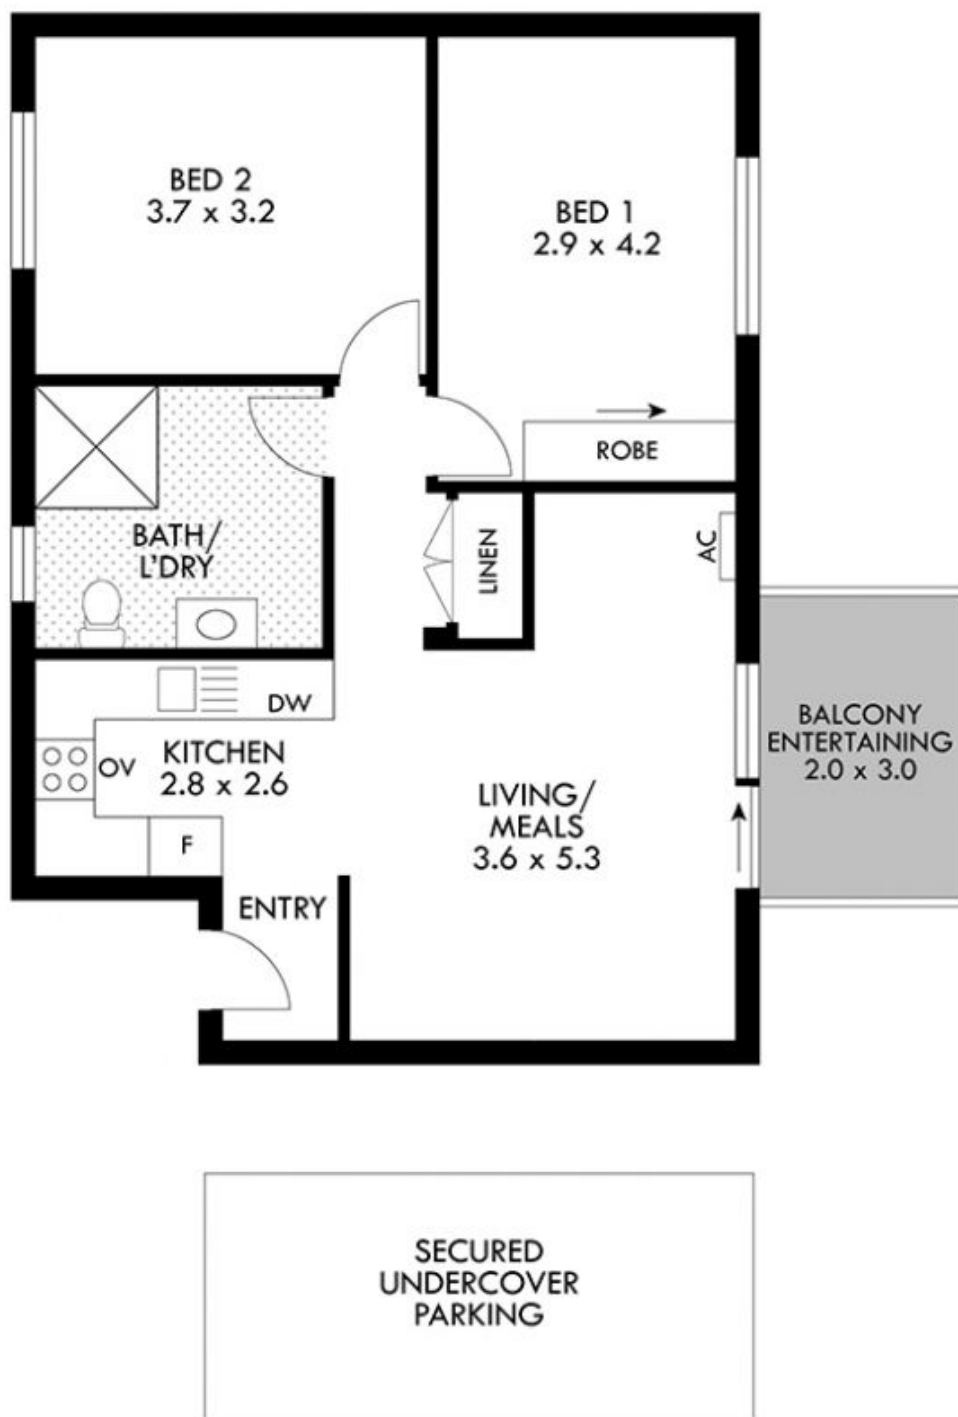 BED 2
3.7 x 3.2
BED 1
2.9 x 4.2
ROBE
BATH/
L'DRY
LINEN
AC
DW
KITCHEN
2.8 x 2.6
OV
F
LIVING/
MEALS
3.6 x 5.3
BALCONY
ENTERTAINING
2.0 x 3.0
ENTRY
SECURED
UNDERCOVER
PARKING